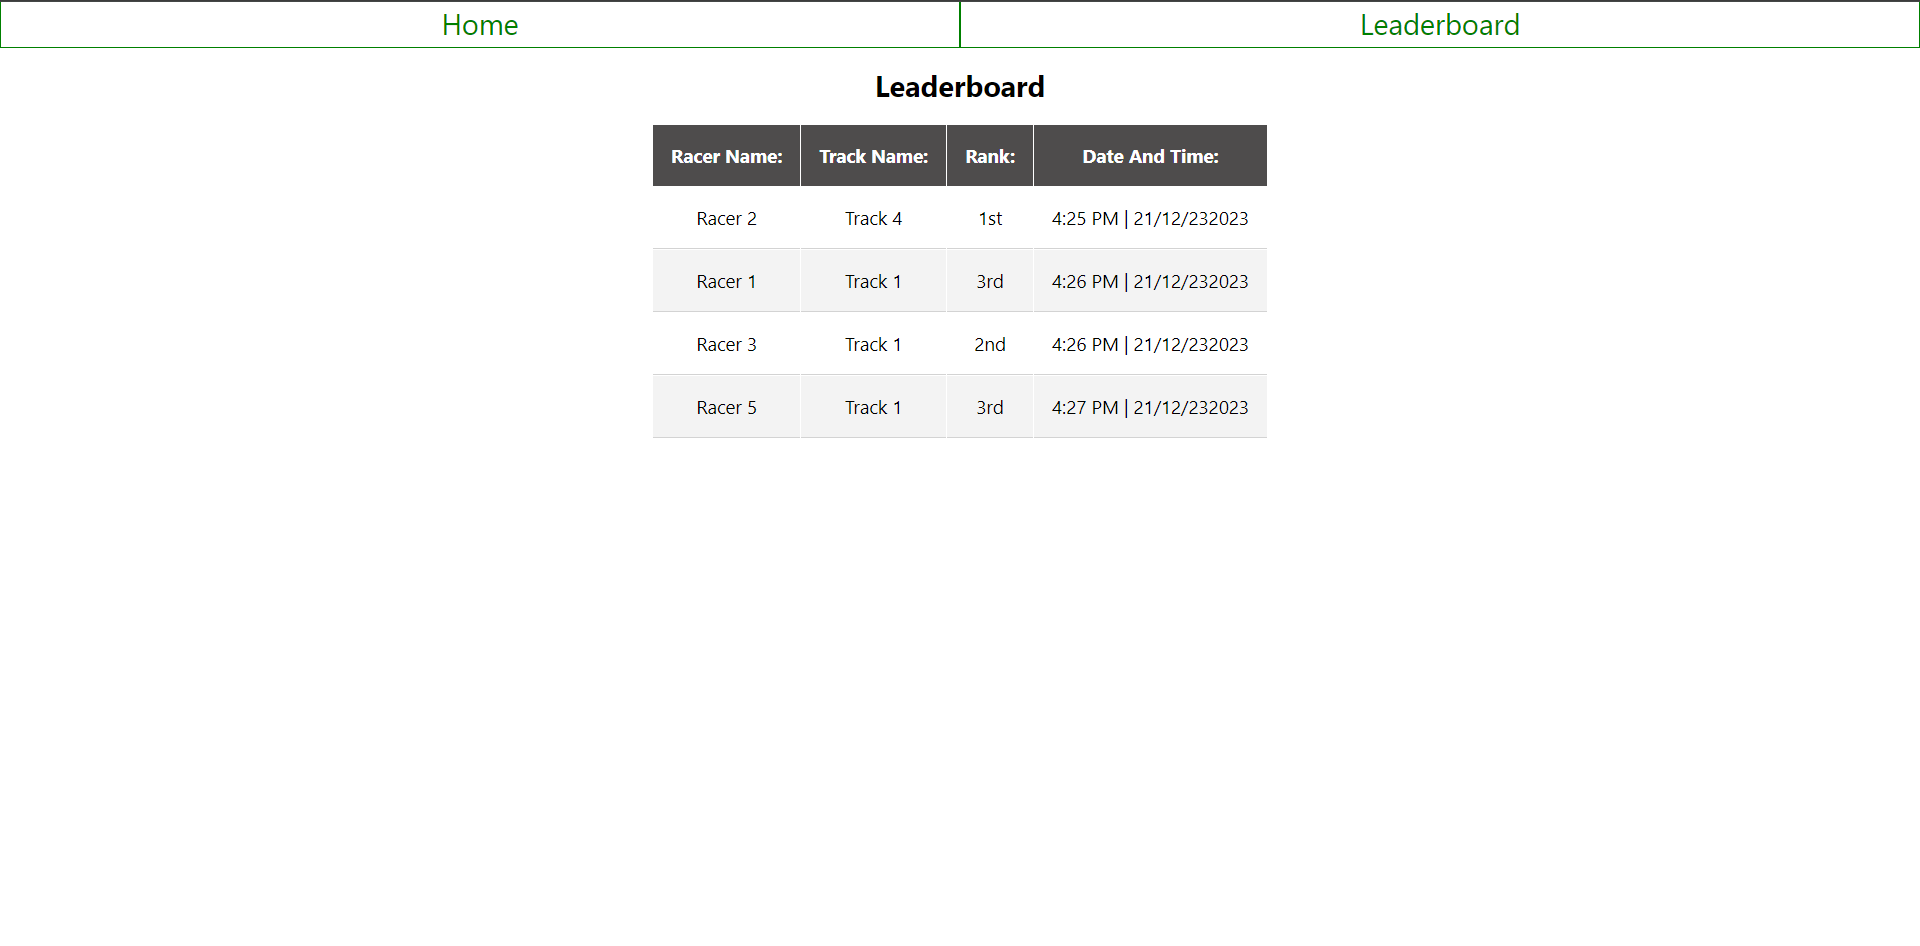 Home Leaderboard
Leaderboard
Racer Name: Track Name: Rank: Date And Time:
Racer 2 Track 4 1st 4:25 PM | 21/12/232023
Racer 1 Track 1 3rd 4:26 PM | 21/12/232023
Racer 3 Track 1 2nd 4:26 PM | 21/12/232023
Racer 5 Track 1 3rd 4:27 PM | 21/12/232023